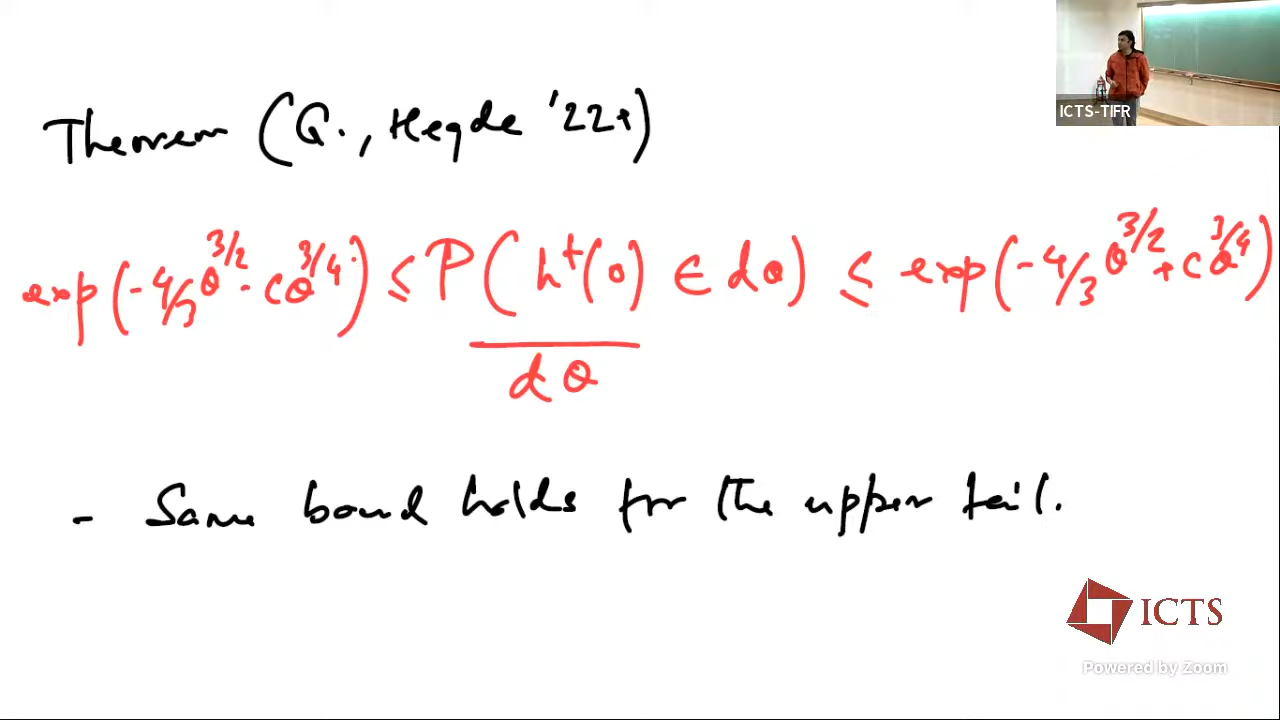 ICTS-TIFR
Theorem (G., Hegde '22+)
exp(-4/3 θ^{3/2} - cθ^{3/4}) ≤ P(h^t(0) ∈ dθ) / dθ ≤ exp(-4/3 θ^{3/2} + cθ^{3/4})
- Same bound holds for the upper tail.
ICTS
Powered by Zoom